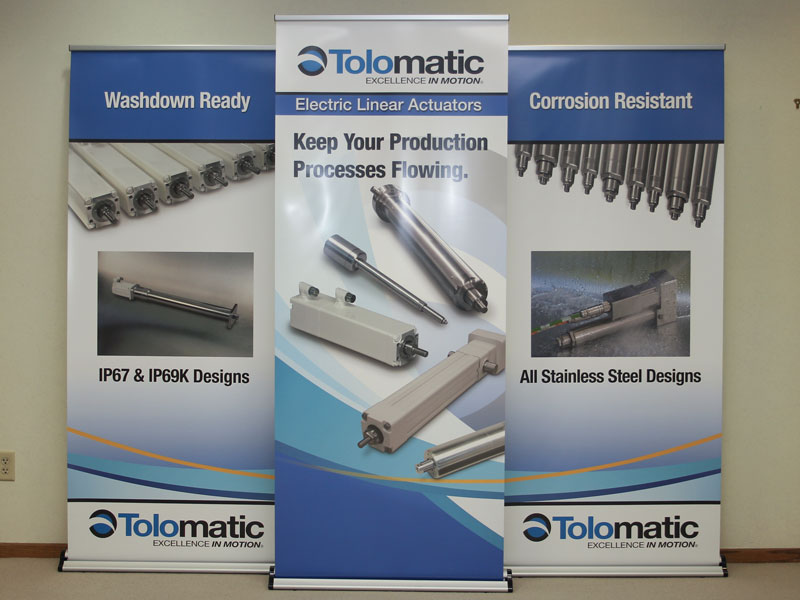 Washdown Ready
IP67 & IP69K Designs
Tolomatic
EXCELLENCE IN MOTION®
Tolomatic
EXCELLENCE IN MOTION®
Electric Linear Actuators
Keep Your Production
Processes Flowing.
Corrosion Resistant
All Stainless Steel Designs
Tolomatic
EXCELLENCE IN MOTION®